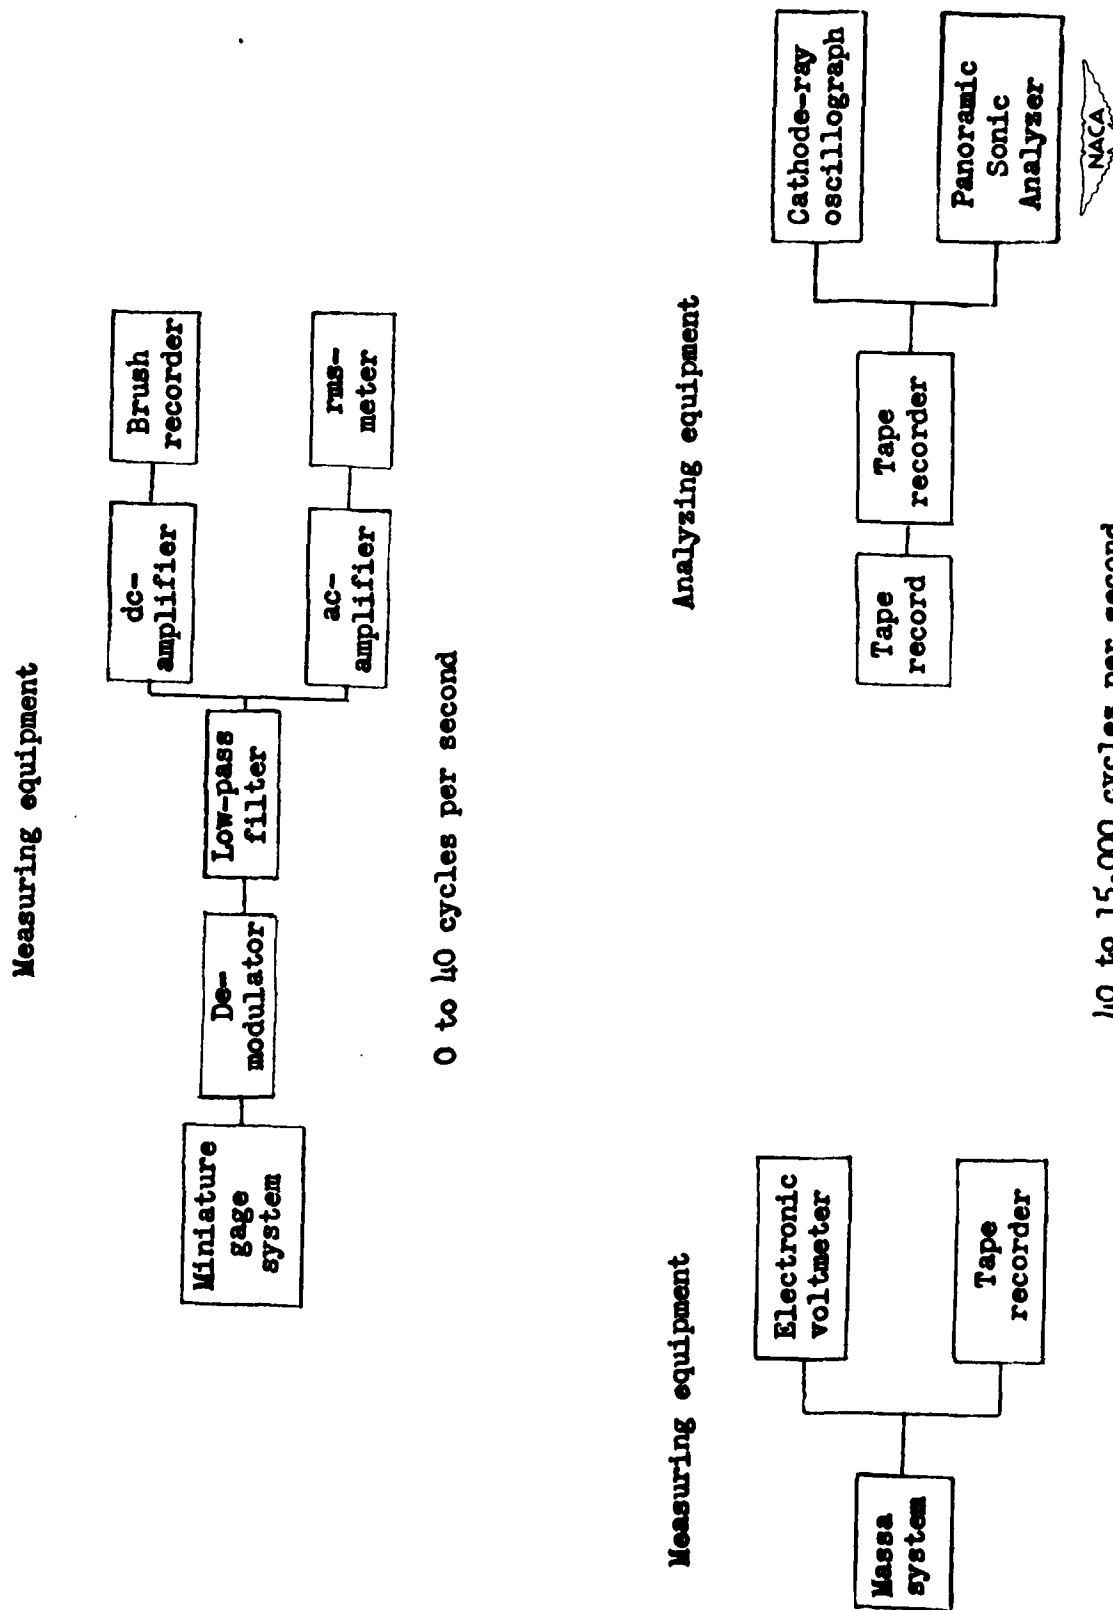 Measuring equipment
Miniature
gage
system
De-
modulator
Low-pass
filter
dc-
amplifier
Brush
recorder
ac-
amplifier
rms-
meter
0 to 40 cycles per second
Measuring equipment
Massa
system
Electronic
voltmeter
Tape
recorder
Analyzing equipment
Tape
record
Tape
recorder
Cathode-ray
oscillograph
Panoramic
Sonic
Analyzer
NACA
40 to 15,000 cycles per second